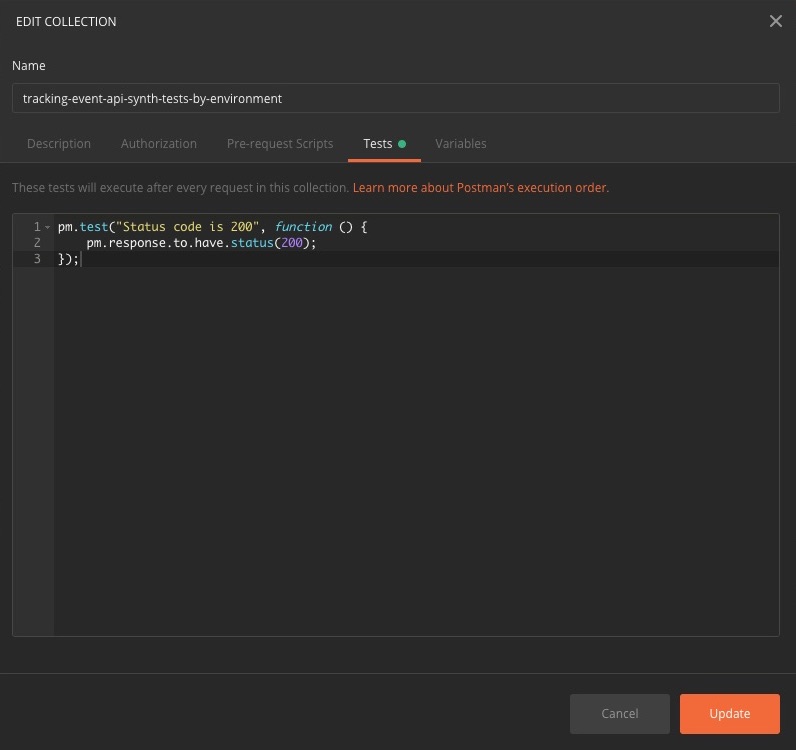 EDIT COLLECTION
Name
tracking-event-api-synth-tests-by-environment
Description Authorization Pre-request Scripts Tests Variables
These tests will execute after every request in this collection. Learn more about Postman's execution order.
1 pm.test("Status code is 200", function () {
2     pm.response.to.have.status(200);
3 });
Cancel Update